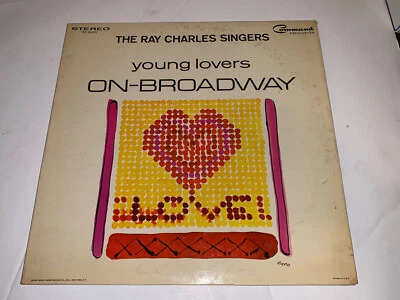 STEREO
THE RAY CHARLES SINGERS
Command
young lovers
ON-BROADWAY
¡LOVE!